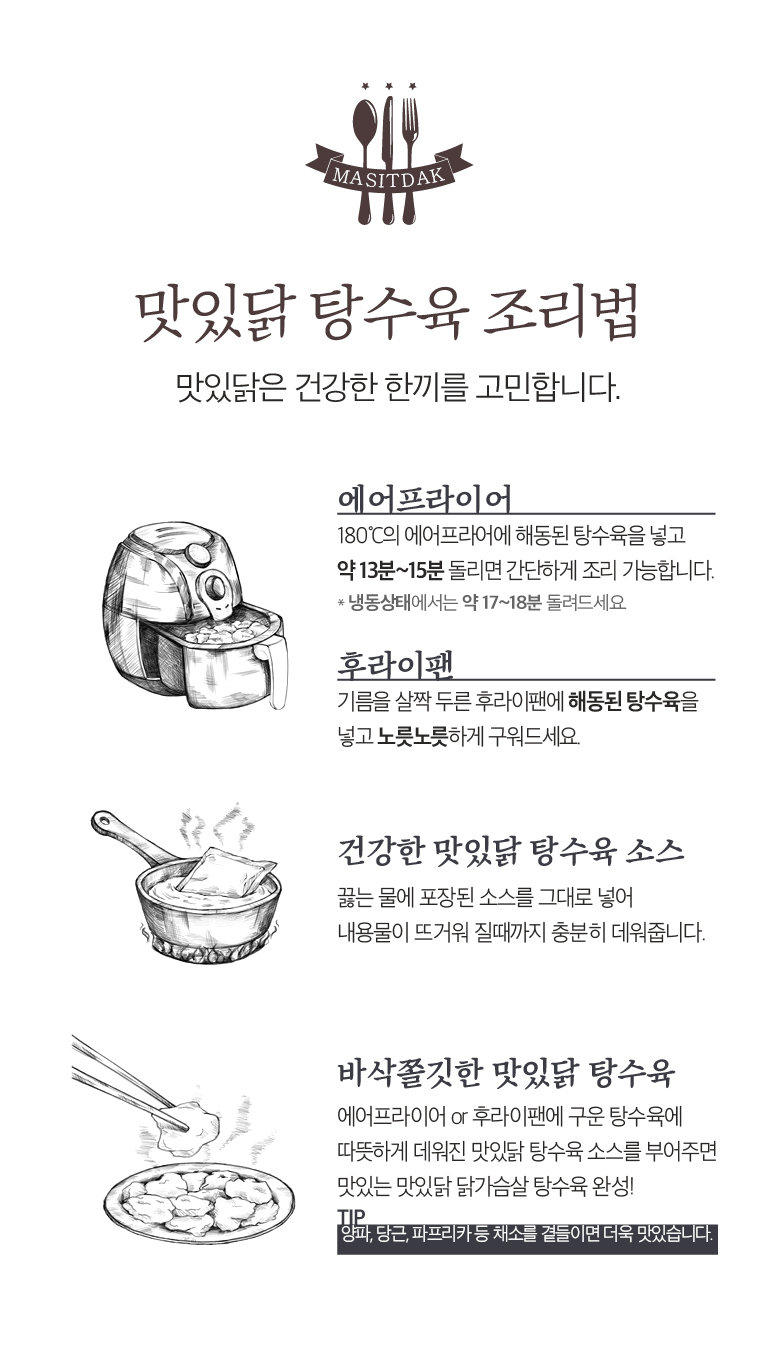 MASITDAK
맛있닭 탕수육 조리법
맛있닭은 건강한 한끼를 고민합니다.
에어프라이어
180℃의 에어프라어에 해동된 탕수육을 넣고
약 13분~15분 돌리면 간단하게 조리 가능합니다.
* 냉동상태에서는 약 17~18분 돌려드세요
후라이팬
기름을 살짝 두른 후라이팬에 해동된 탕수육을
넣고 노릇노릇하게 구워드세요.
건강한 맛있닭 탕수육 소스
끓는 물에 포장된 소스를 그대로 넣어
내용물이 뜨거워 질때까지 충분히 데워줍니다.
바삭쫄깃한 맛있닭 탕수육
에어프라이어 or 후라이팬에 구운 탕수육에
따뜻하게 데워진 맛있닭 탕수육 소스를 부어주면
맛있는 맛있닭 닭가슴살 탕수육 완성!
TIP
양파, 당근, 파프리카 등 채소를 곁들이면 더욱 맛있습니다.